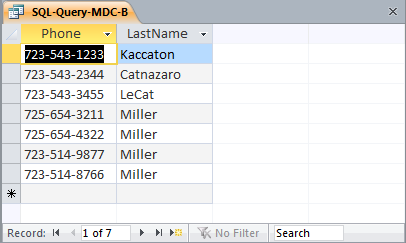 SQL-Query-MDC-B
Phone LastName
723-543-1233 Kaccaton
723-543-2344 Catnazaro
723-543-3455 LeCat
725-654-3211 Miller
725-654-4322 Miller
723-514-9877 Miller
723-514-8766 Miller
Record: 1 of 7 No Filter Search